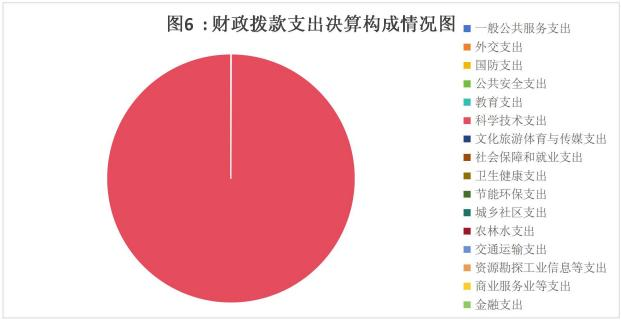 图6 ：财政拨款支出决算构成情况图
一般公共服务支出
外交支出
国防支出
公共安全支出
教育支出
科学技术支出
文化旅游体育与传媒支出
社会保障和就业支出
卫生健康支出
节能环保支出
城乡社区支出
农林水支出
交通运输支出
资源勘探工业信息等支出
商业服务业等支出
金融支出